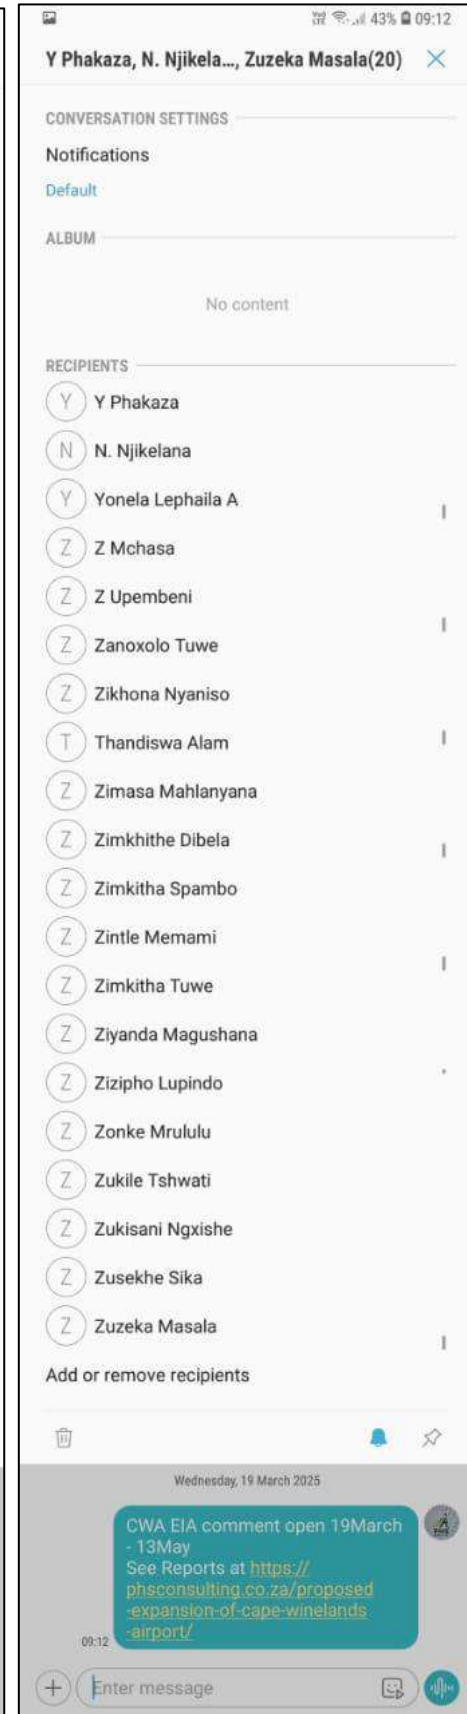 43% 09:12
Y Phakaza, N. Njikela..., Zuzeka Masala(20)
CONVERSATION SETTINGS
Notifications
Default
ALBUM
No content
RECIPIENTS
Y Y Phakaza
N N. Njikelana
Y Yonela Lephaila A
Z Z Mchasa
Z Z Upembeni
Z Zanoxolo Tuwe
Z Zikhona Nyaniso
T Thandiswa Alam
Z Zimasa Mahlanyana
Z Zimkhithe Dibela
Z Zimkitha Spambo
Z Zintle Memami
Z Zimkitha Tuwe
Z Ziyanda Magushana
Z Zizipho Lupindo
Z Zonke Mrululu
Z Zukile Tshwati
Z Zukisani Ngxishe
Z Zusekhe Sika
Z Zuzeka Masala
Add or remove recipients
Wednesday, 19 March 2025
CWA EIA comment open 19March
- 13May
See Reports at https://
phsconsulting.co.za/proposed
-expansion-of-cape-winelands
-airport/
09:12
Enter message